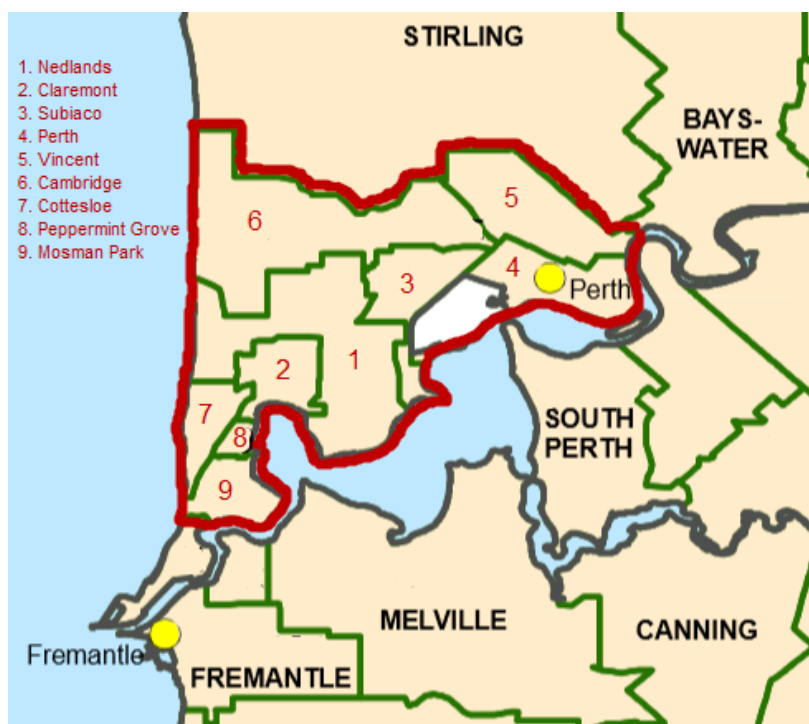 STIRLING
1. Nedlands
2. Claremont
3. Subiaco
4. Perth
5. Vincent
6. Cambridge
7. Cottesloe
8. Peppermint Grove
9. Mosman Park
BAYS-
WATER
5
6
4
3
Perth
1
2
7
8
9
SOUTH
PERTH
MELVILLE
CANNING
Fremantle
FREMANTLE